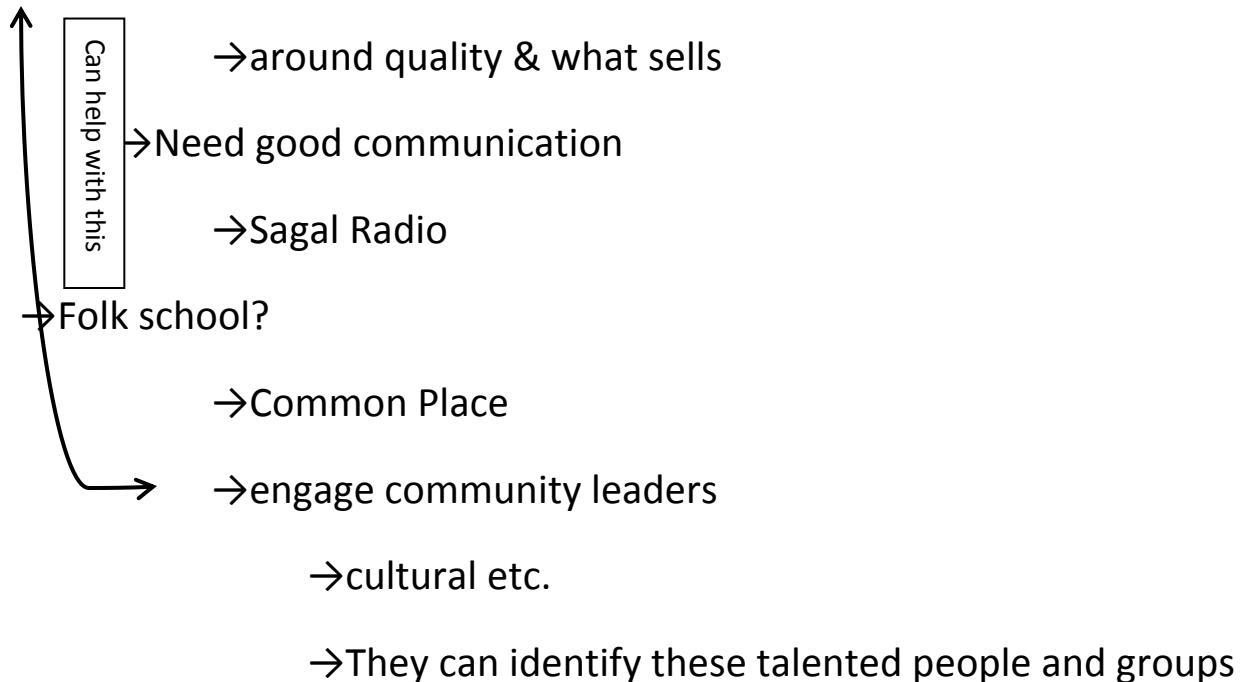 →around quality & what sells
Can help with this
→Need good communication
→Sagal Radio
→Folk school?
→Common Place
→engage community leaders
→cultural etc.
→They can identify these talented people and groups